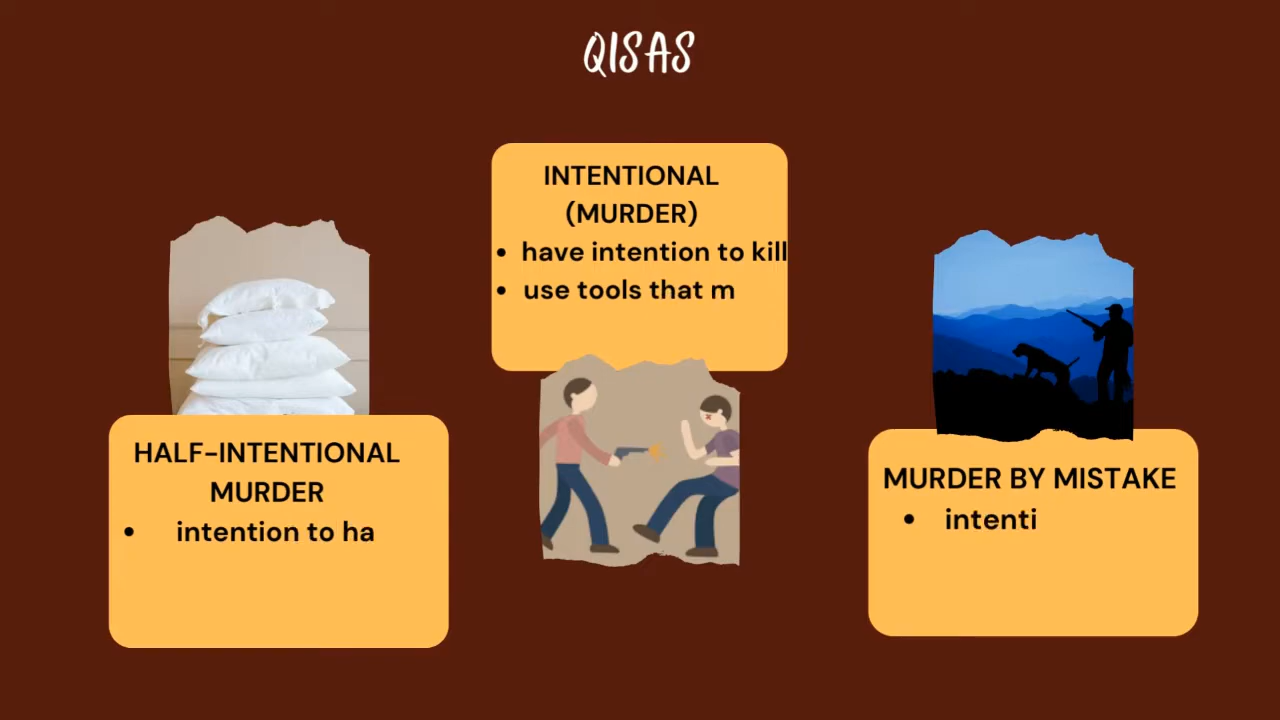 QISAS
INTENTIONAL
(MURDER)
• have intention to kill
• use tools that m
HALF-INTENTIONAL
MURDER
• intention to ha
MURDER BY MISTAKE
• intenti